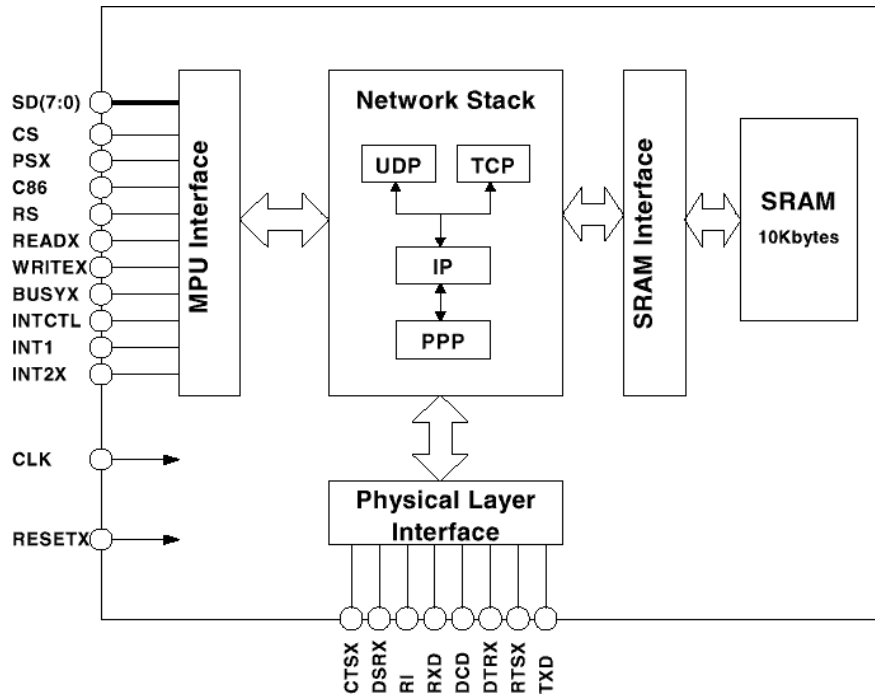 SD(7:0)
CS
PSX
C86
RS
READX
WRITEX
BUSYX
INTCTL
INT1
INT2X
CLK
RESETX
MPU Interface
Network Stack
UDP
TCP
IP
PPP
SRAM Interface
SRAM
10Kbytes
Physical Layer
Interface
CTSX
DSRX
RI
RXD
DCD
DTRX
RTSX
TXD